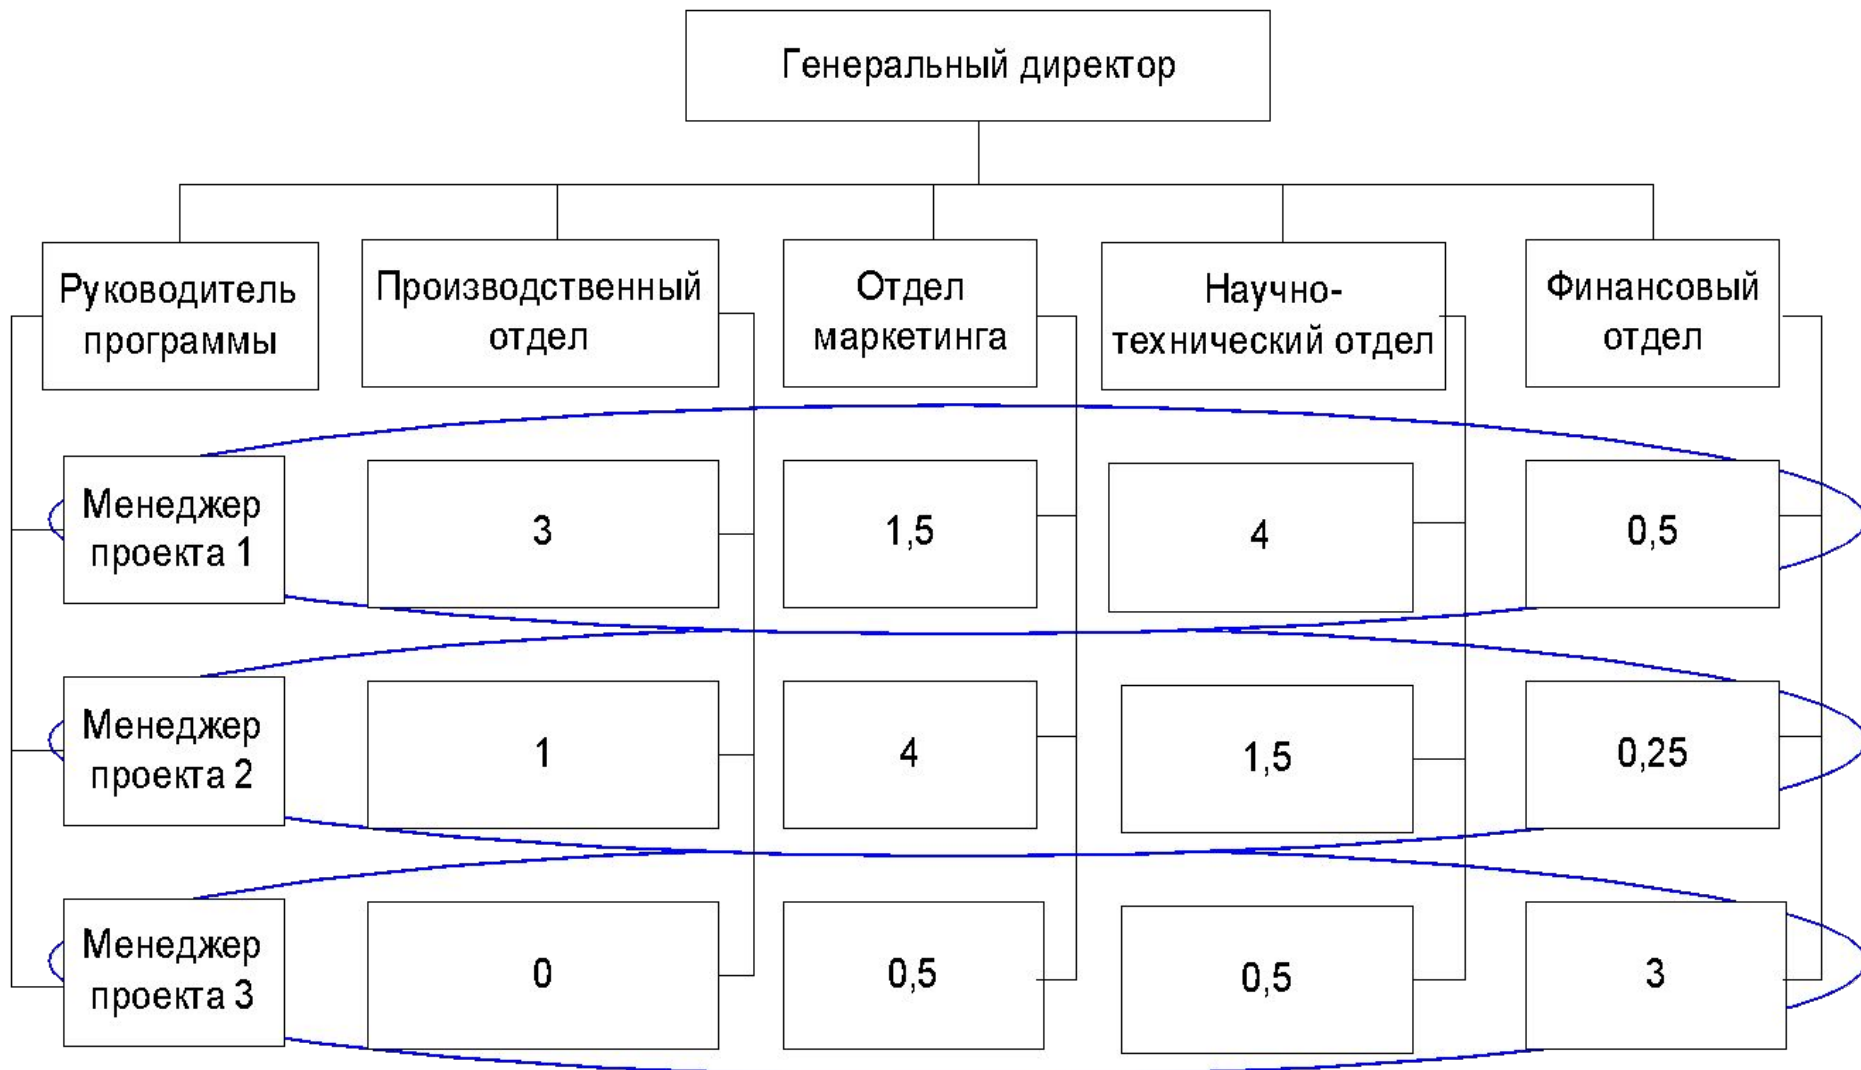 Генеральный директор
Руководитель
программы
Производственный
отдел
Отдел
маркетинга
Научно-
технический отдел
Финансовый
отдел
Менеджер
проекта 1
3
1,5
4
0,5
Менеджер
проекта 2
1
4
1,5
0,25
Менеджер
проекта 3
0
0,5
0,5
3